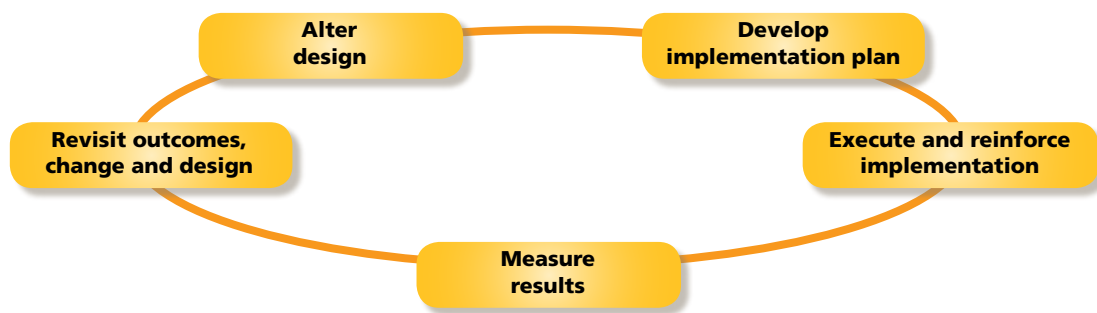 Alter
design
Develop
implementation plan
Revisit outcomes,
change and design
Execute and reinforce
implementation
Measure
results